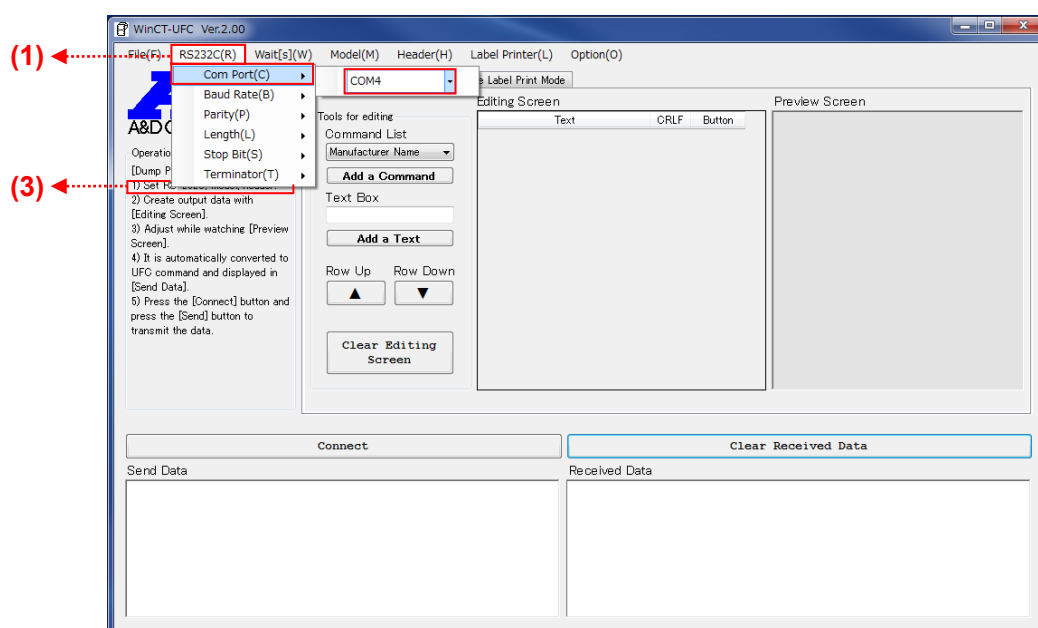 WinCT-UFC Ver.2.00
(1)
File(F) RS232C(R) Wait[s](W) Model(M) Header(H) Label Printer(L) Option(O)
Com Port(C)
COM4
Label Print Mode
Baud Rate(B)
Parity(P)
Length(L)
Stop Bit(S)
Terminator(T)
A&D
Operatio
[Dump P
(3)
1) Set RS-232C, Model, Header.
2) Create output data with
[Editing Screen].
3) Adjust while watching [Preview
Screen].
4) It is automatically converted to
UFC command and displayed in
[Send Data].
5) Press the [Connect] button and
press the [Send] button to
transmit the data.
Tools for editing
Command List
Manufacturer Name
Add a Command
Text Box
Add a Text
Row Up Row Down
▲ ▼
Clear Editing
Screen
Editing Screen
Text CRLF Button
Preview Screen
Connect
Clear Received Data
Send Data
Received Data